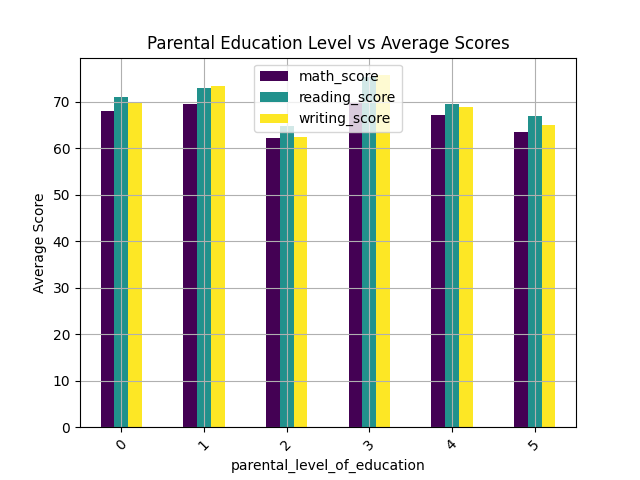 Parental Education Level vs Average Scores
math_score
reading_score
writing_score
Average Score
70
60
50
40
30
20
10
0
0
1
2
3
4
5
parental_level_of_education